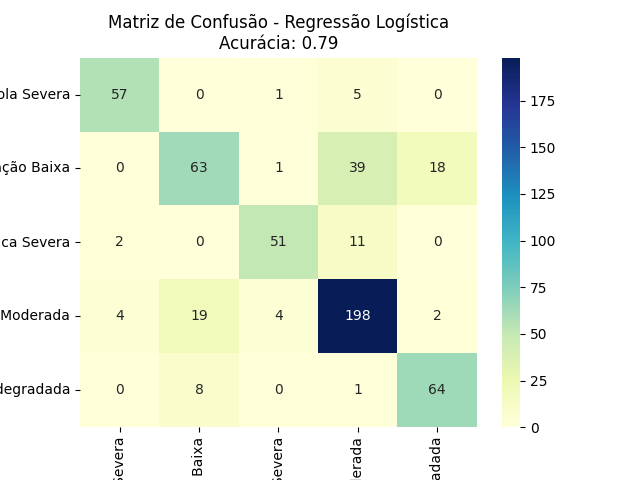 Matriz de Confusão - Regressão Logística
Acurácia: 0.79
ola Severa 57 0 1 5 0
ção Baixa 0 63 1 39 18
ca Severa 2 0 51 11 0
Moderada 4 19 4 198 2
degradada 0 8 0 1 64
Severa
Baixa
Severa
derada
adada
175
150
125
100
75
50
25
0